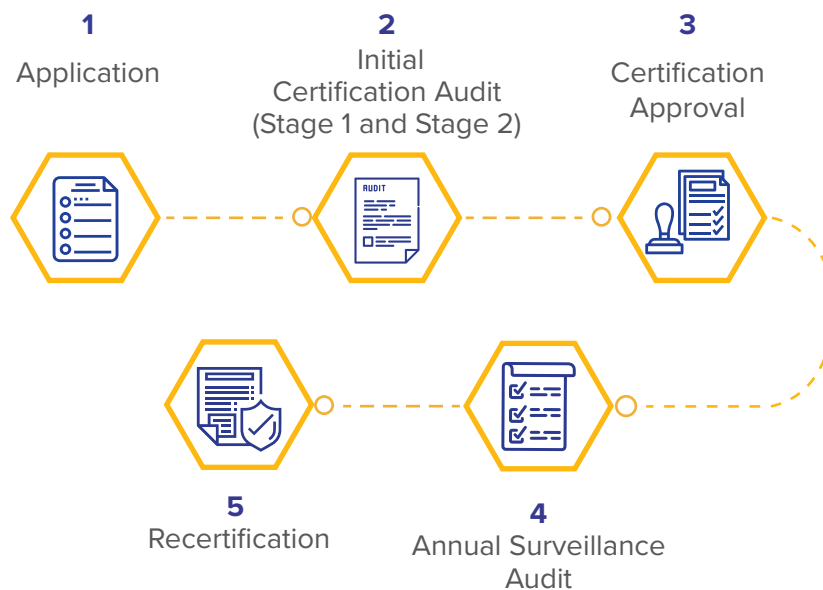 1
Application
2
Initial
Certification Audit
(Stage 1 and Stage 2)
3
Certification
Approval
AUDIT
4
Annual Surveillance
Audit
5
Recertification